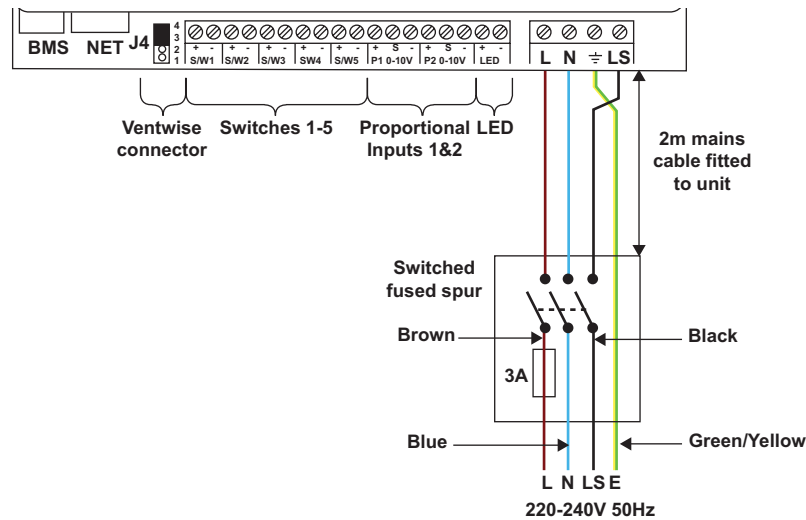 BMS NET J4
4
3
2
1
+ - + - + - + - + - + S - + S - + -
S/W1 S/W2 S/W3 SW4 S/W5 P1 0-10V P2 0-10V LED
L N LS
Ventwise
connector
Switches 1-5
Proportional
Inputs 1&2
LED
2m mains
cable fitted
to unit
Switched
fused spur
Brown
Black
3A
Blue
Green/Yellow
L N LS E
220-240V 50Hz